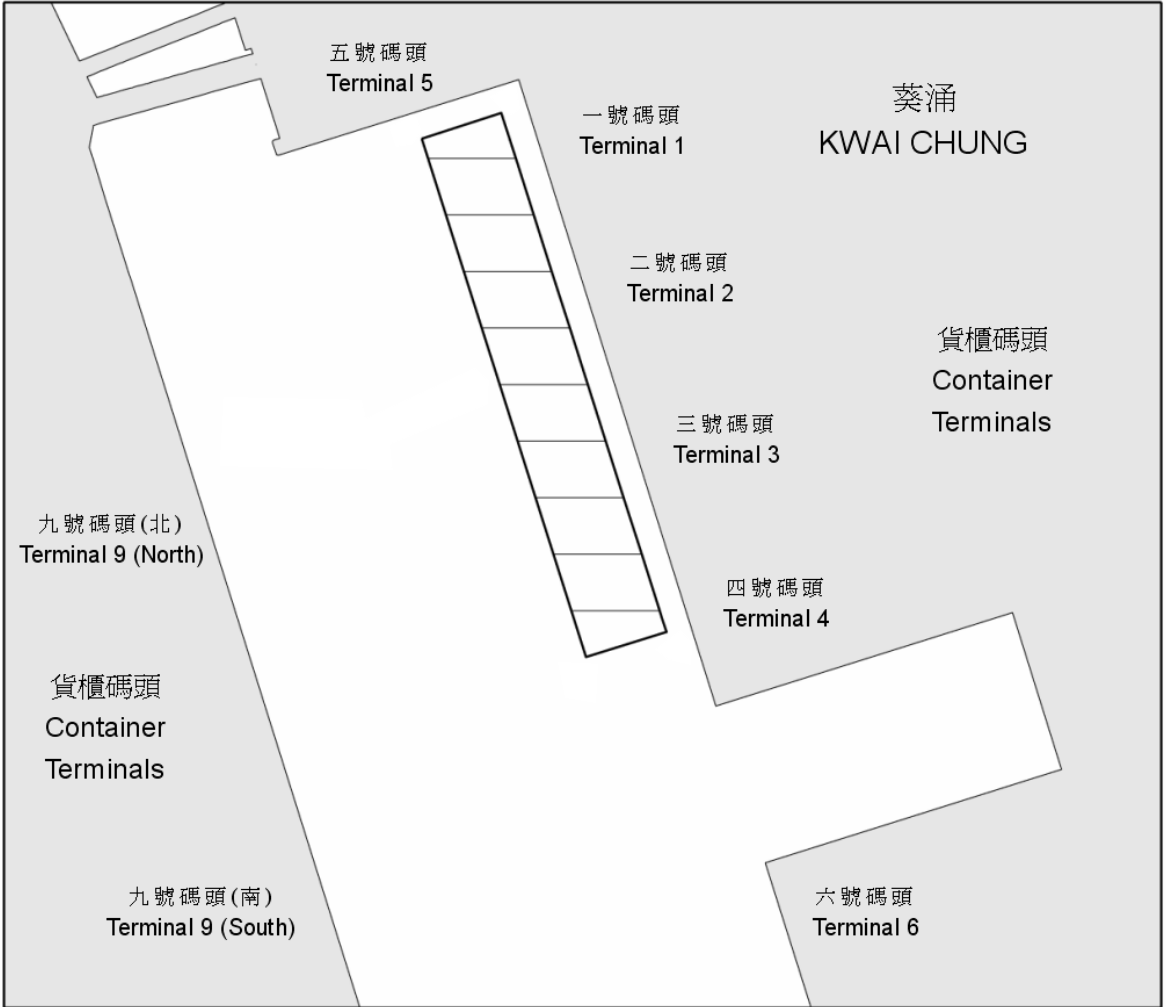 五號碼頭
Terminal 5
一號碼頭
Terminal 1
葵涌
KWAI CHUNG
二號碼頭
Terminal 2
貨櫃碼頭
Container
Terminals
三號碼頭
Terminal 3
九號碼頭(北)
Terminal 9 (North)
四號碼頭
Terminal 4
貨櫃碼頭
Container
Terminals
九號碼頭(南)
Terminal 9 (South)
六號碼頭
Terminal 6